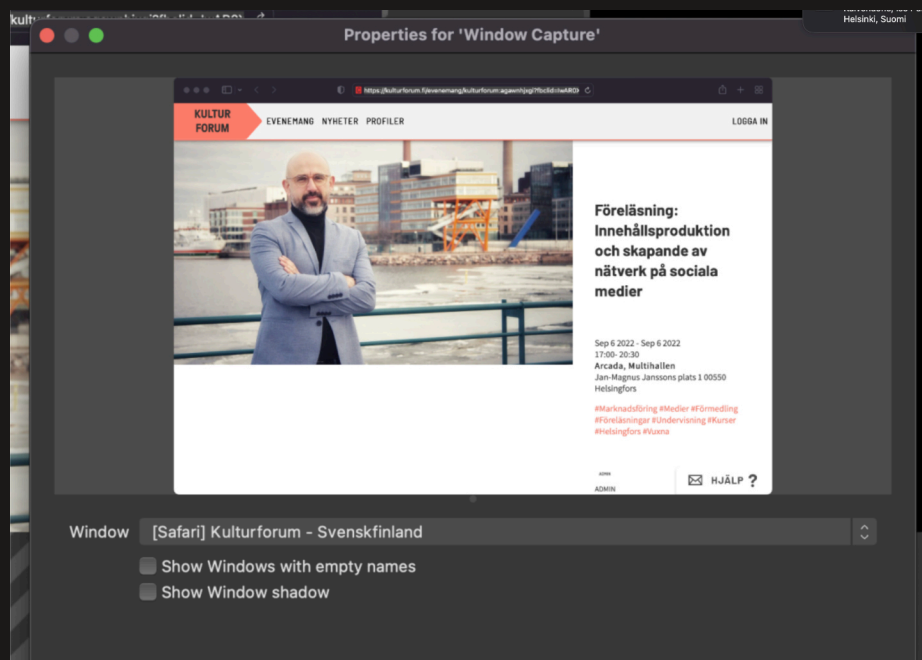 Helsinki, Suomi
Properties for 'Window Capture'
KULTUR
FORUM
EVENEMANG NYHETER PROFILER
LOGGA IN
Föreläsning:
Innehållsproduktion
och skapande av
nätverk på sociala
medier
Sep 6 2022 - Sep 6 2022
17:00- 20:30
Arcada, Multihallen
Jan-Magnus Janssons plats 1 00550
Helsingfors
#Marknadsföring #Medier #Förmedling
#Föreläsningar #Undervisning #Kurser
#Helsingfors #Vuxna
ADMIN
ADMIN
HJÄLP ?
Window
[Safari] Kulturforum - Svenskfinland
Show Windows with empty names
Show Window shadow